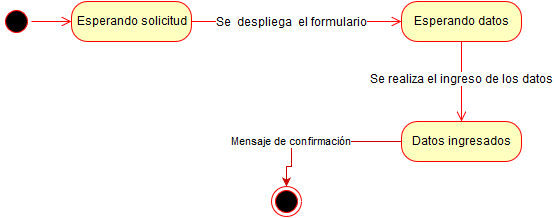 Esperando solicitud
Se despliega el formulario
Esperando datos
Se realiza el ingreso de los datos
Datos ingresados
Mensaje de confirmación